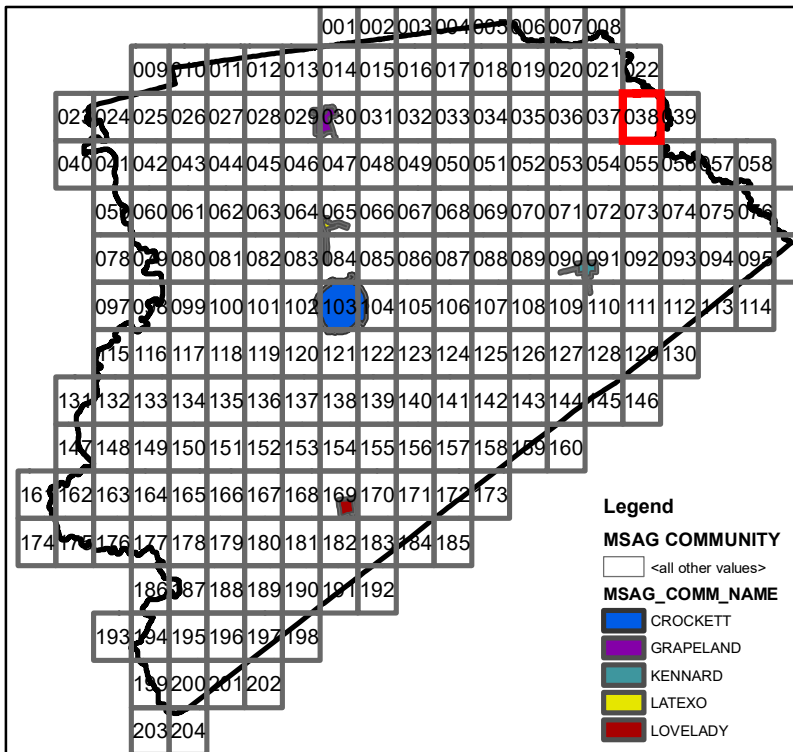 001 002 003 004 005 006 007 008
009 010 011 012 013 014 015 016 017 018 019 020 021 022
023 024 025 026 027 028 029 030 031 032 033 034 035 036 037 038 039
040 041 042 043 044 045 046 047 048 049 050 051 052 053 054 055 056 057 058
059 060 061 062 063 064 065 066 067 068 069 070 071 072 073 074 075 076
078 079 080 081 082 083 084 085 086 087 088 089 090 091 092 093 094 095
097 098 099 100 101 102 103 104 105 106 107 108 109 110 111 112 113 114
115 116 117 118 119 120 121 122 123 124 125 126 127 128 129 130
131 132 133 134 135 136 137 138 139 140 141 142 143 144 145 146
147 148 149 150 151 152 153 154 155 156 157 158 159 160
161 162 163 164 165 166 167 168 169 170 171 172 173
174 175 176 177 178 179 180 181 182 183 184 185
186 187 188 189 190 191 192
193 194 195 196 197 198
199 200 201 202
203 204
Legend
MSAG COMMUNITY
<all other values>
MSAG_COMM_NAME
CROCKETT
GRAPELAND
KENNARD
LATEXO
LOVELADY